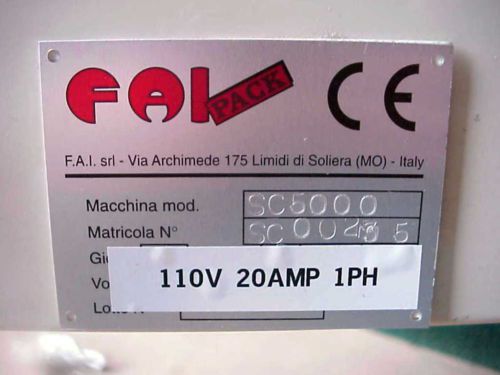 FAI PACK CE
F.A.I. srl - Via Archimede 175 Limidi di Soliera (MO) - Italy
Macchina mod. SC5000
Matricola N°
110V 20AMP 1PH